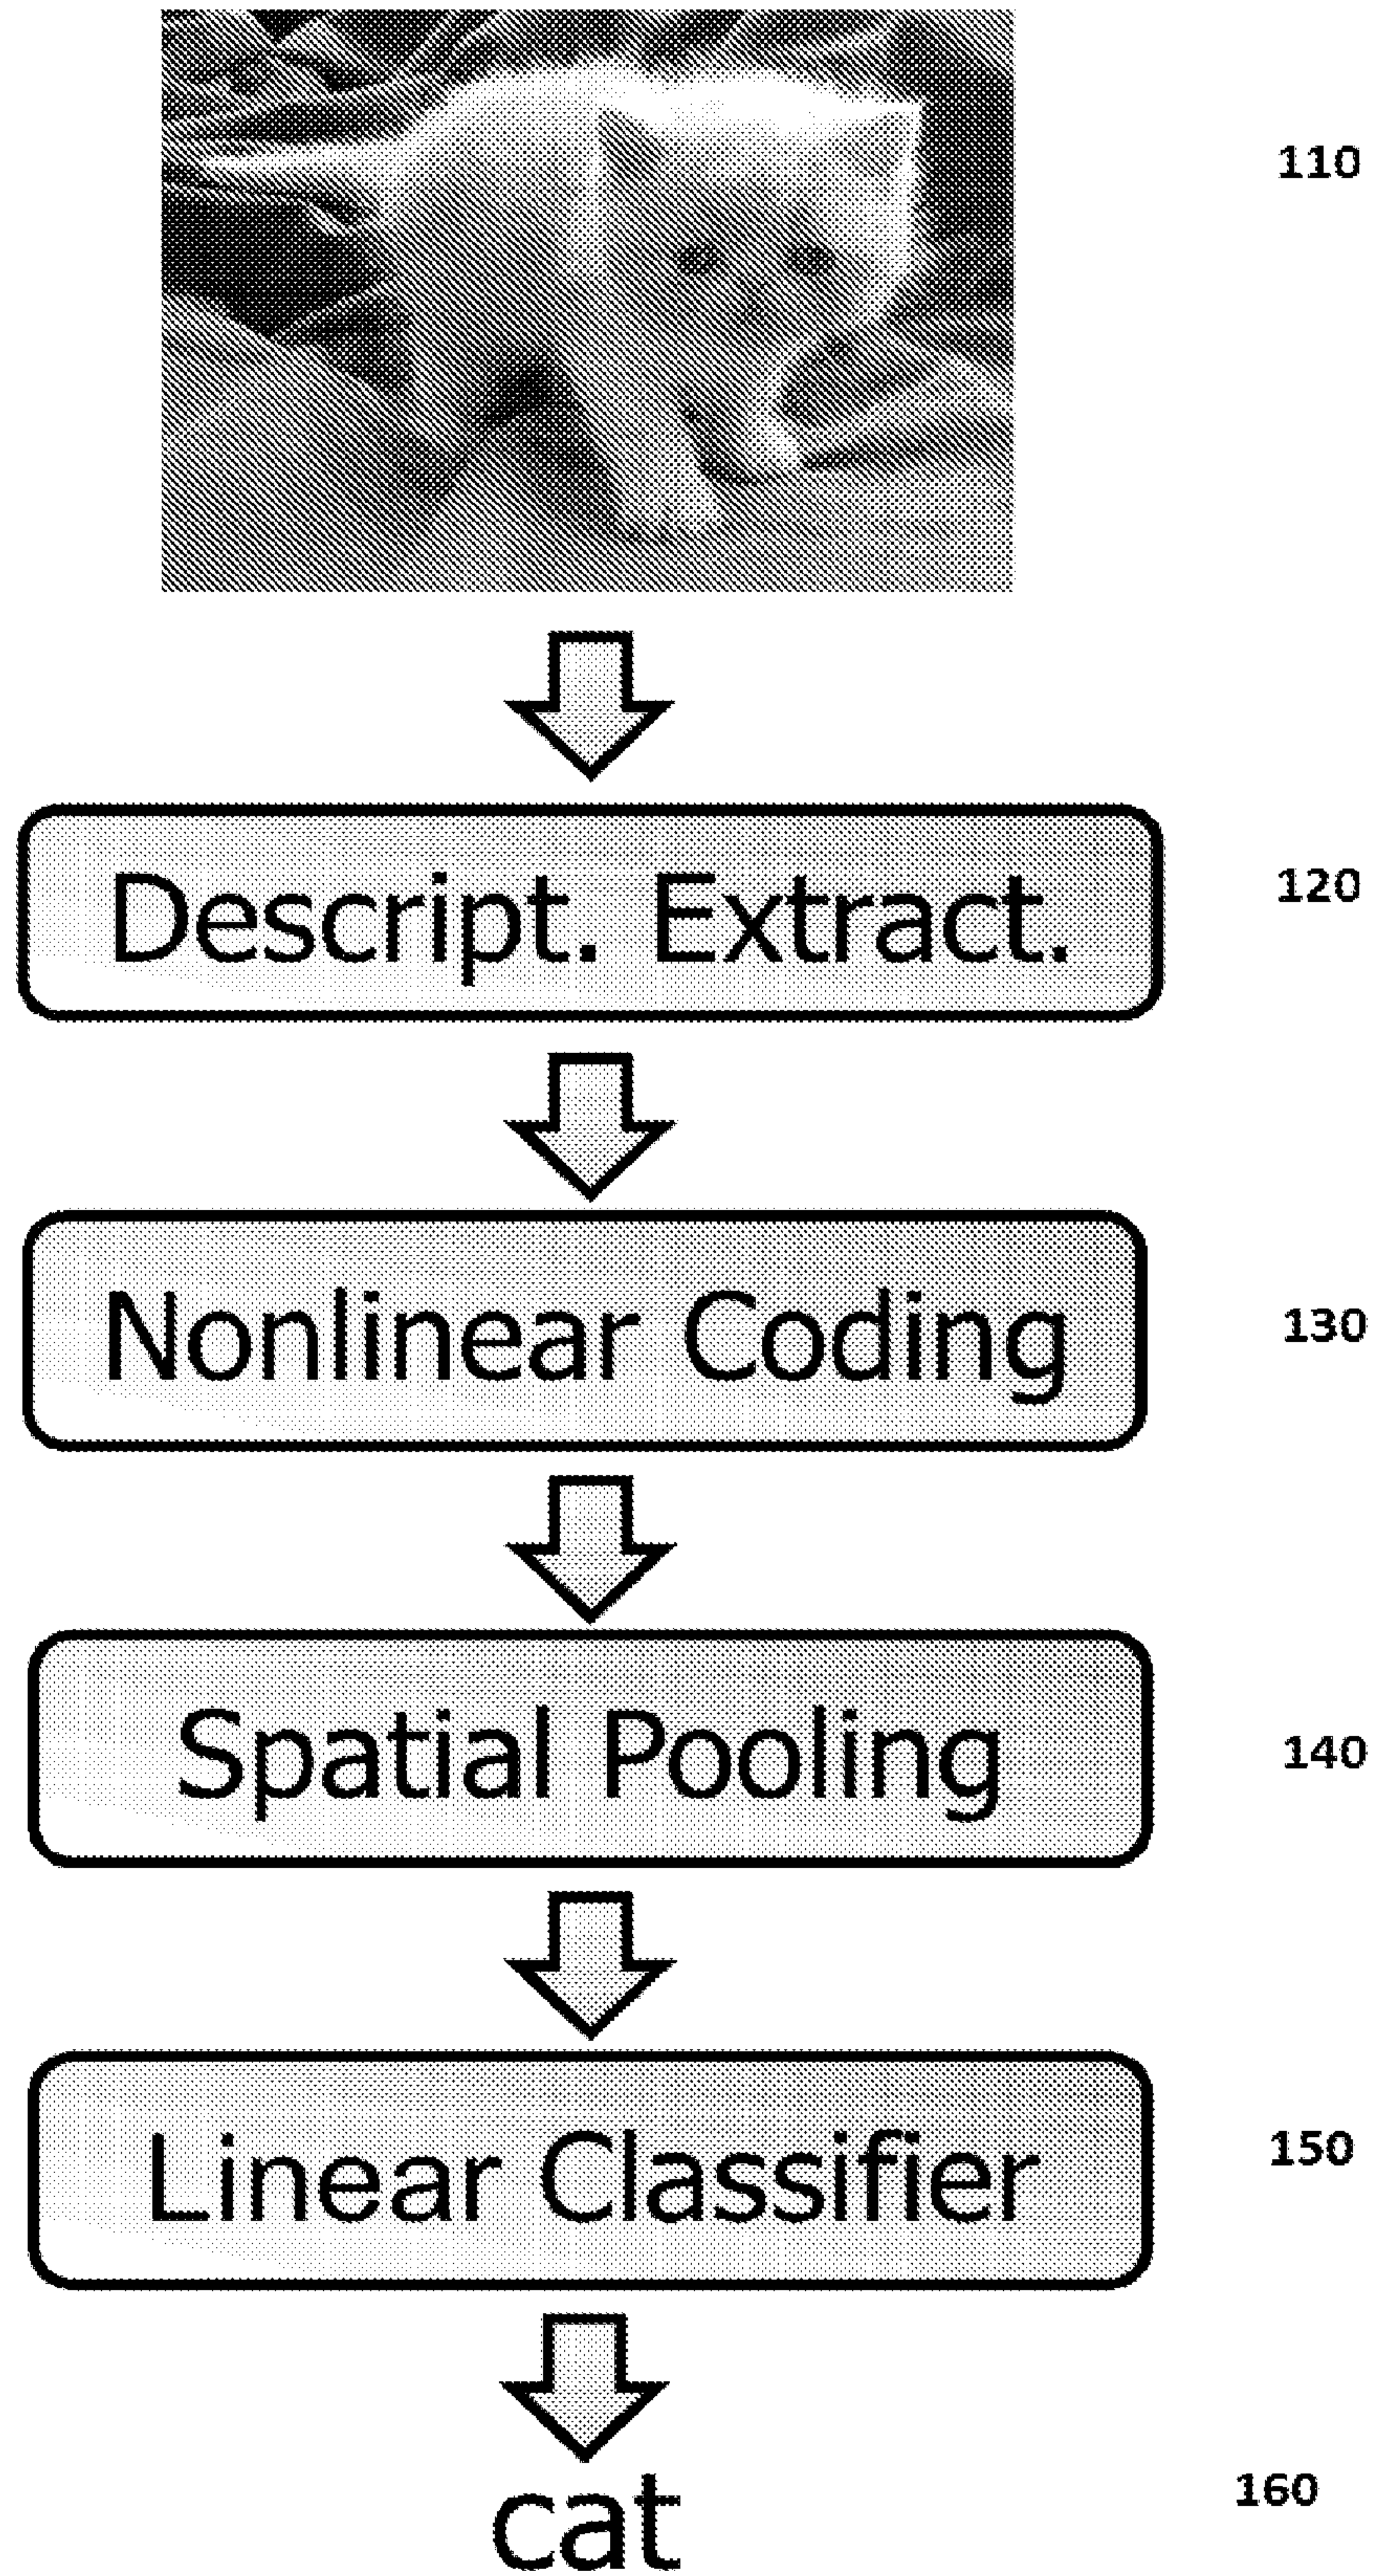 110
Descript. Extract.
120
Nonlinear Coding
130
Spatial Pooling
140
Linear Classifier
150
cat
160